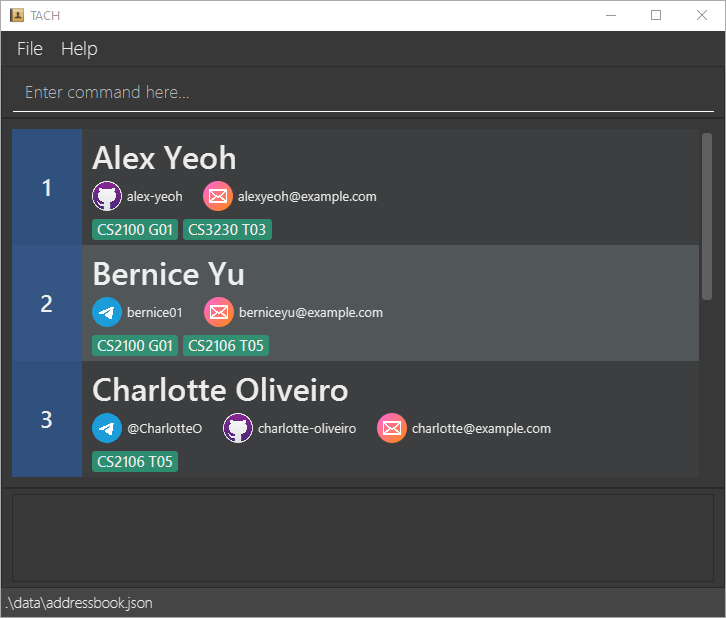 TACH
File Help
Enter command here...
1
Alex Yeoh
alex-yeoh alexyeoh@example.com
CS2100 G01 CS3230 T03
2
Bernice Yu
bernice01 berniceyu@example.com
CS2100 G01 CS2106 T05
3
Charlotte Oliveiro
@CharlotteO charlotte-oliveiro charlotte@example.com
CS2106 T05
.\data\addressbook.json